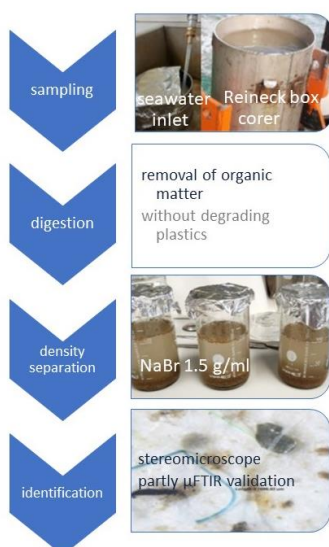 sampling
seawater
inlet
Reineck box
corer
digestion
removal of organic
matter
without degrading
plastics
density
separation
NaBr 1.5 g/ml
identification
stereomicroscope
partly µFTIR validation